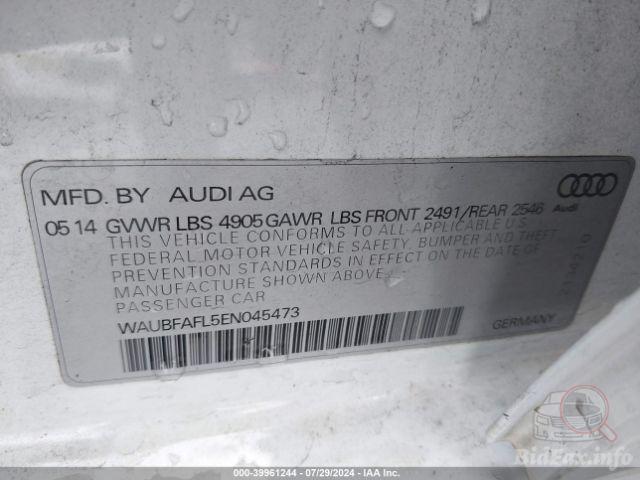 MFD. BY AUDI AG
Audi
05 14 GVWR LBS 4905 GAWR LBS FRONT 2491/REAR 2546
THIS VEHICLE CONFORMS TO ALL APPLICABLE U.S.
FEDERAL MOTOR VEHICLE SAFETY, BUMPER AND THEFT
PREVENTION STANDARDS IN EFFECT ON THE DATE OF
MANUFACTURE SHOWN ABOVE.
PASSENGER CAR
WAUBFAFL5EN045473
GERMANY
BidFax.info
000-39961244 / 07/29/2024 - IAA Inc.